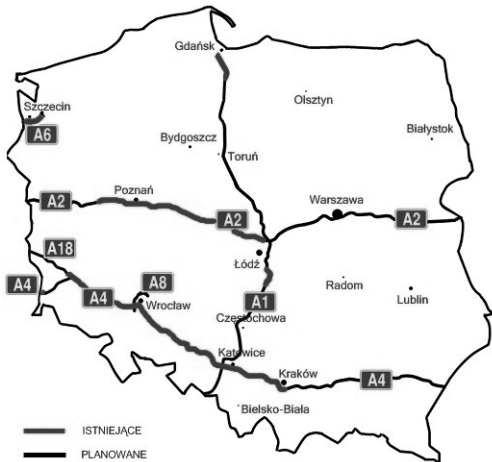 Gdańsk
Olsztyn
Szczecin
A6
Białystok
Bydgoszcz
Toruń
Poznań
Warszawa
A2
A2
A2
A18
Łódź
A4
A4
A8
Wrocław
A1
Radom
Lublin
Częstochowa
Katowice
Kraków
A4
Bielsko-Biała
ISTNIEJĄCE
PLANOWANE